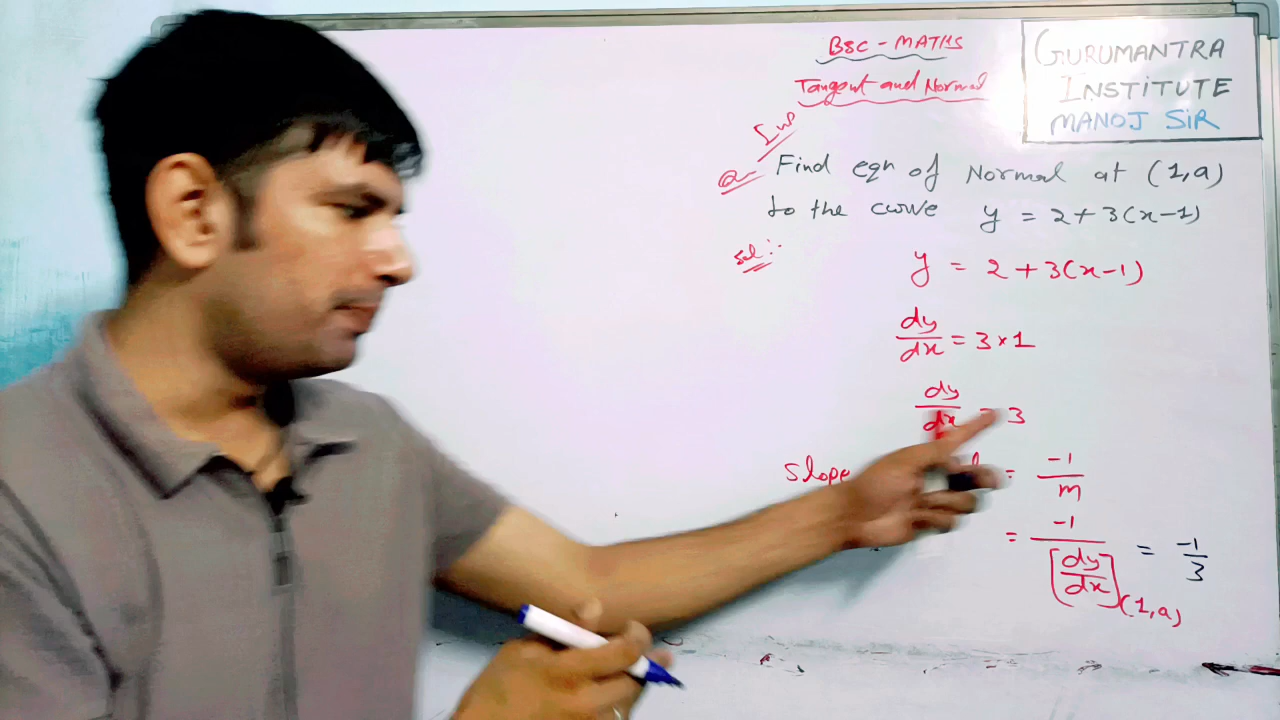 BSC - MATHS
Tangent and Normal
GURUMANTRA
INSTITUTE
MANOJ SIR
Imp
Q- Find eqn of Normal at (1,a)
to the curve y = 2+3(x-1)
Sol:-
y = 2+3(x-1)
dy/dx = 3×1
dy/dx = 3
Slope = -1/m
= -1/[dy/dx](1,a) = -1/3